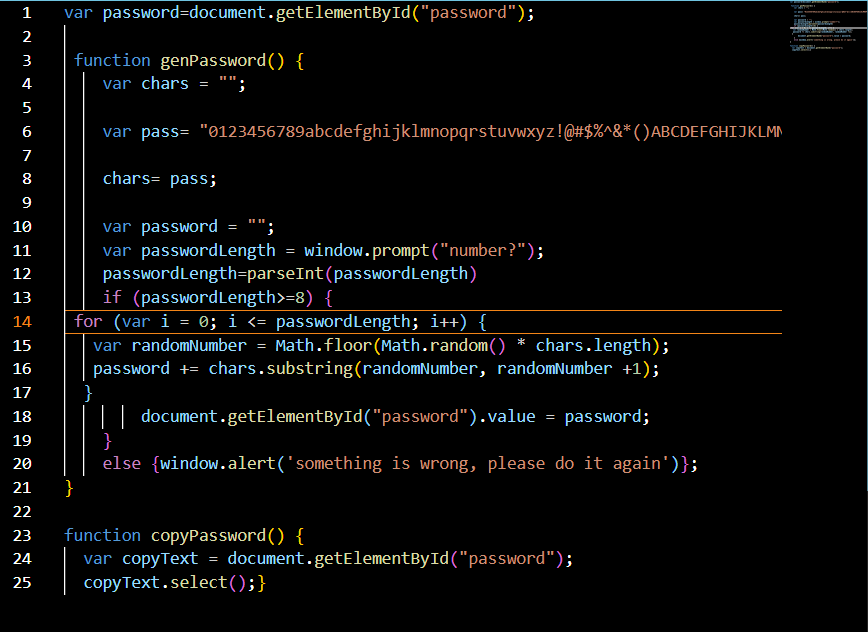 1 var password=document.getElementById("password");
2
3 function genPassword() {
4 var chars = "";
5
6 var pass= "0123456789abcdefghijklmnopqrstuvwxyz!@#$%^&*()ABCDEFGHIJKLM
7
8 chars= pass;
9
10 var password = "";
11 var passwordLength = window.prompt("number?");
12 passwordLength=parseInt(passwordLength)
13 if (passwordLength>=8) {
14 for (var i = 0; i <= passwordLength; i++) {
15 var randomNumber = Math.floor(Math.random() * chars.length);
16 password += chars.substring(randomNumber, randomNumber +1);
17 }
18 document.getElementById("password").value = password;
19 }
20 else {window.alert('something is wrong, please do it again')};
21 }
22
23 function copyPassword() {
24 var copyText = document.getElementById("password");
25 copyText.select();}